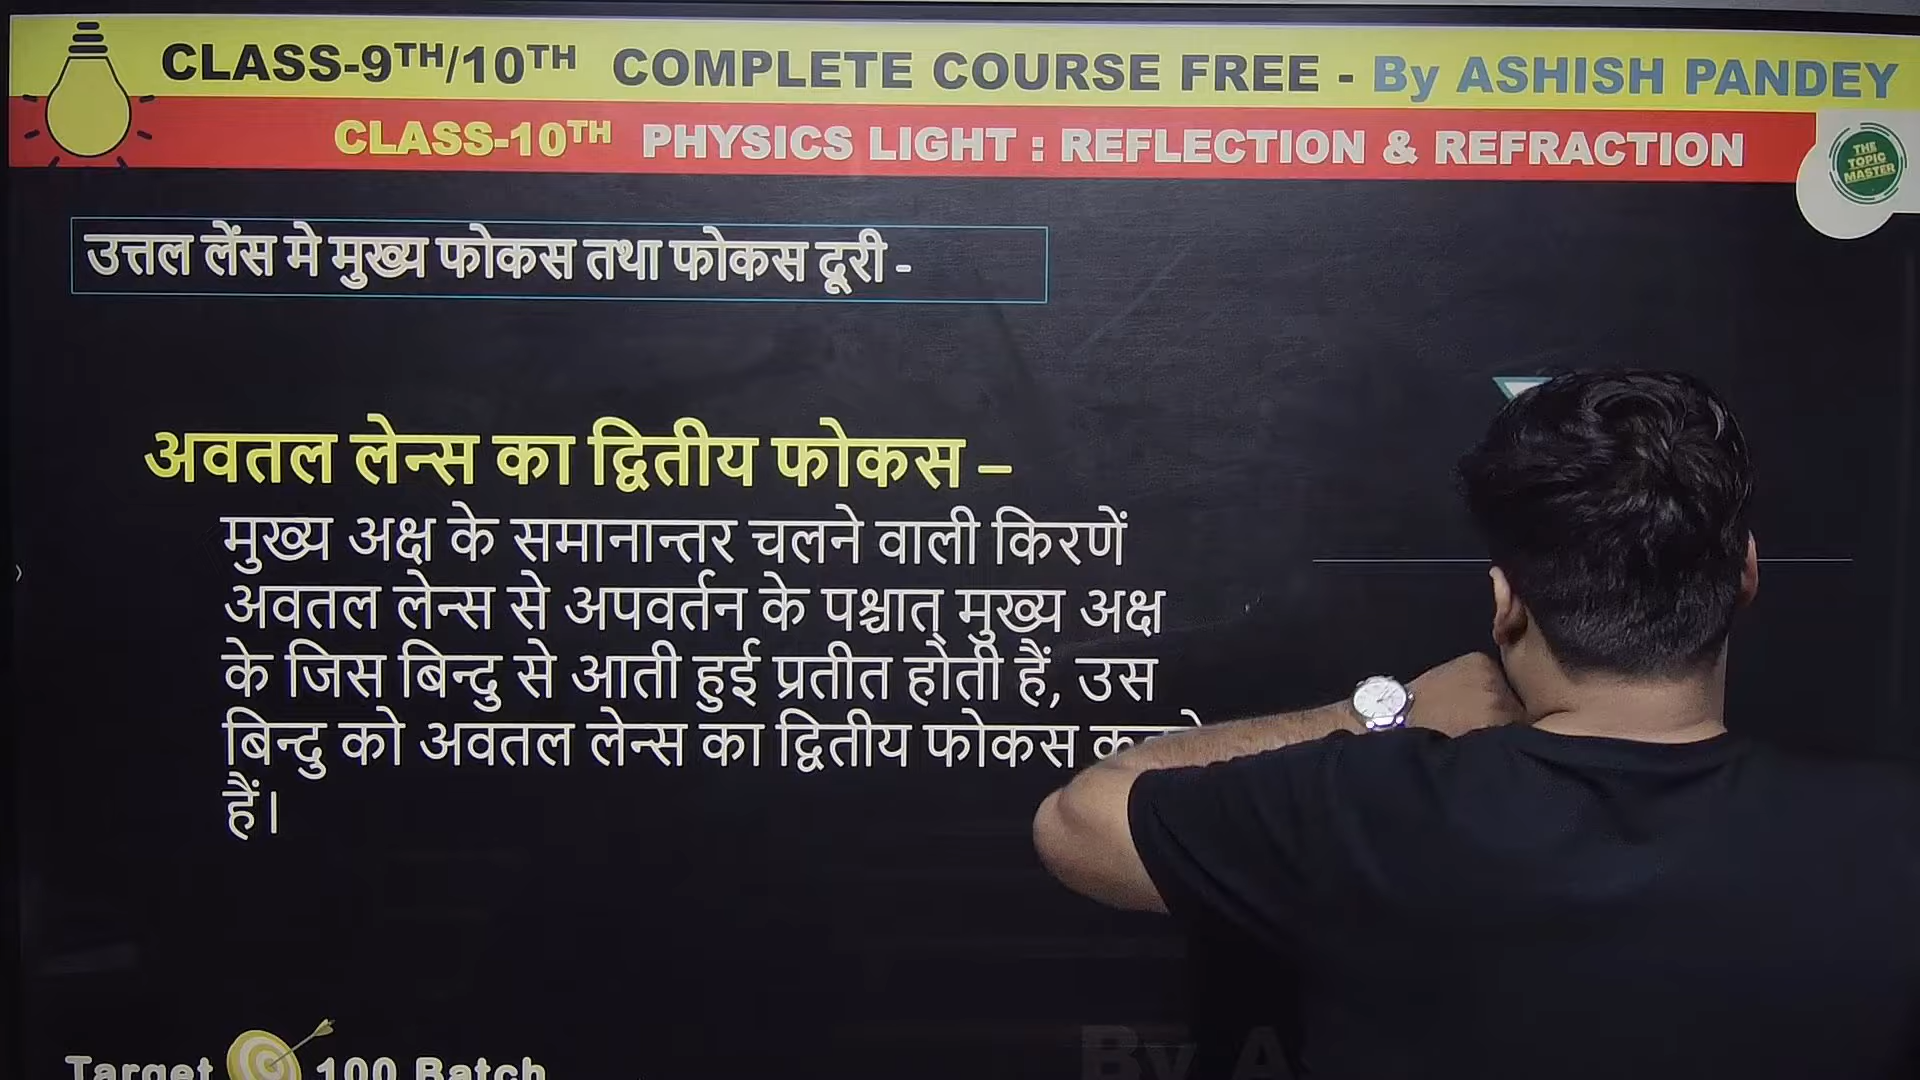 CLASS-9TH/10TH COMPLETE COURSE FREE - By ASHISH PANDEY
CLASS-10TH PHYSICS LIGHT : REFLECTION & REFRACTION
THE
TOPIC
MASTER
उत्तल लेंस मे मुख्य फोकस तथा फोकस दूरी -
अवतल लेन्स का द्वितीय फोकस –
मुख्य अक्ष के समानान्तर चलने वाली किरणें
अवतल लेन्स से अपवर्तन के पश्चात् मुख्य अक्ष
के जिस बिन्दु से आती हुई प्रतीत होती हैं, उस
बिन्दु को अवतल लेन्स का द्वितीय फोकस
हैं।
Target 100 Batch
By A